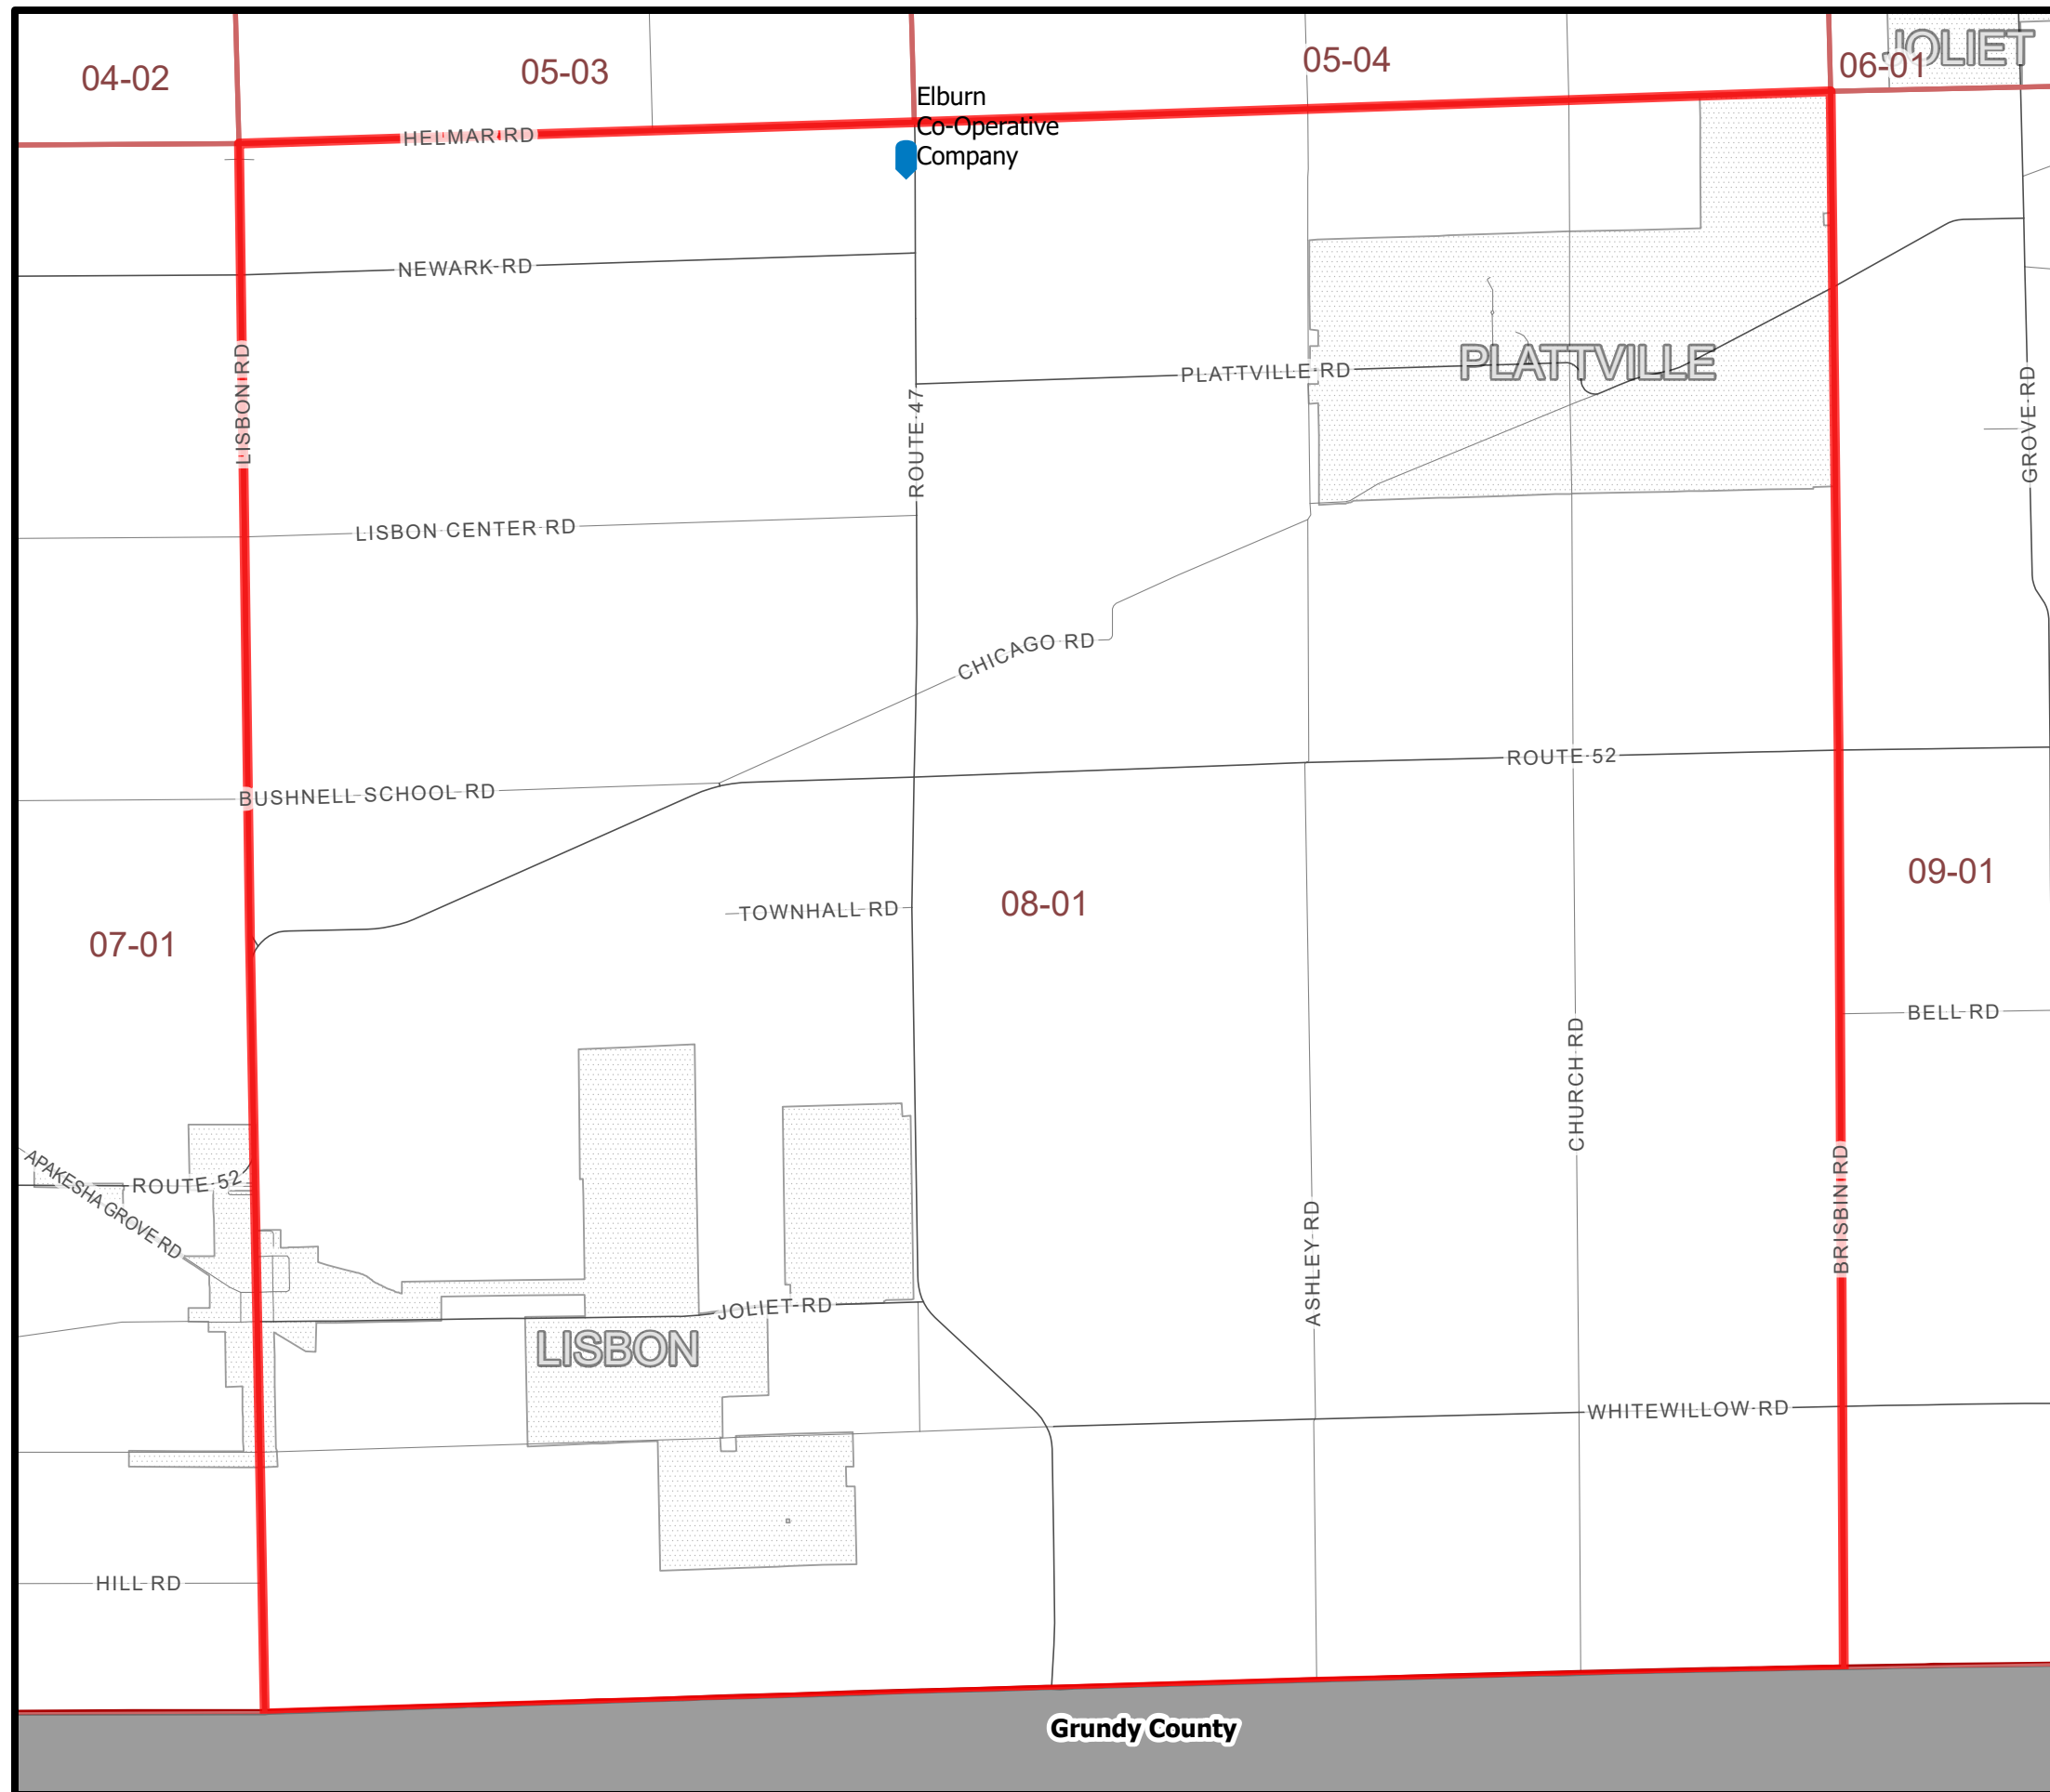 04-02
05-03
05-04
06-01
JOLIET
Elburn
Co-Operative
Company
HELMAR RD
NEWARK RD
LISBON RD
ROUTE 47
PLATTVILLE RD
PLATTVILLE
GROVE RD
LISBON CENTER RD
CHICAGO RD
ROUTE 52
BUSHNELL SCHOOL RD
09-01
08-01
TOWNHALL RD
07-01
BELL RD
CHURCH RD
APAKESHA GROVE RD
ROUTE 52
ASHLEY RD
BRISBIN RD
JOLIET RD
LISBON
WHITEWILLOW RD
HILL RD
Grundy County